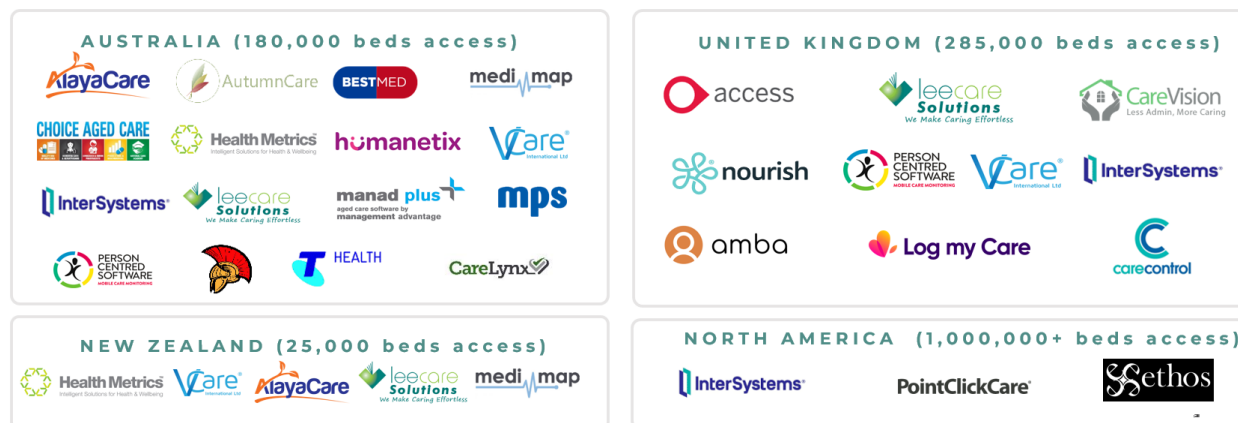 AUSTRALIA (180,000 beds access)
AlayaCare
AutumnCare
BESTMED
medi map
CHOICE AGED CARE
Health Metrics
Intelligent Solutions for Health & Wellbeing
humanetix
VCare
International Ltd
InterSystems
leecare
Solutions
We Make Caring Effortless
manad plus
aged care software by
management advantage
mps
PERSON
CENTRED
SOFTWARE
MOBILE CARE MONITORING
T HEALTH
CareLynx
UNITED KINGDOM (285,000 beds access)
access
leecare
Solutions
We Make Caring Effortless
CareVision
Less Admin, More Caring
nourish
PERSON
CENTRED
SOFTWARE
MOBILE CARE MONITORING
VCare
International Ltd
InterSystems
amba
Log my Care
carecontrol
NEW ZEALAND (25,000 beds access)
Health Metrics
Intelligent Solutions for Health & Wellbeing
VCare
International Ltd
AlayaCare
leecare
Solutions
We Make Caring Effortless
medi map
NORTH AMERICA (1,000,000+ beds access)
InterSystems
PointClickCare
ethos